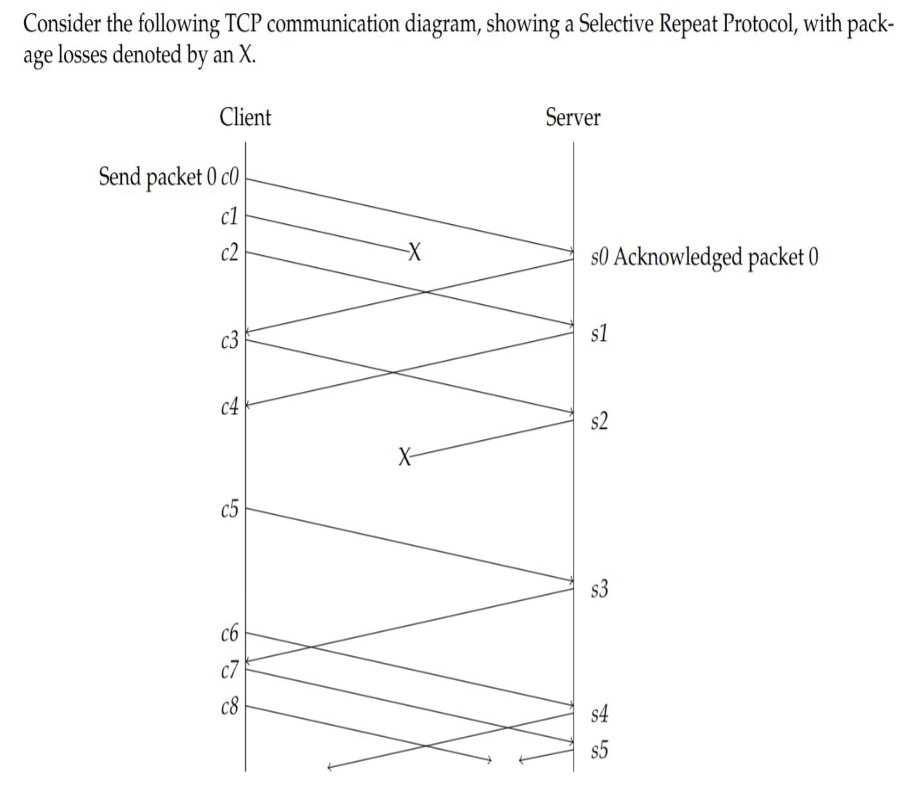 Consider the following TCP communication diagram, showing a Selective Repeat Protocol, with pack-
age losses denoted by an X.
Client Server
Send packet 0 c0
c1
X
c2
s0 Acknowledged packet 0
s1
c3
c4
s2
X
c5
s3
c6
c7
c8
s4
s5